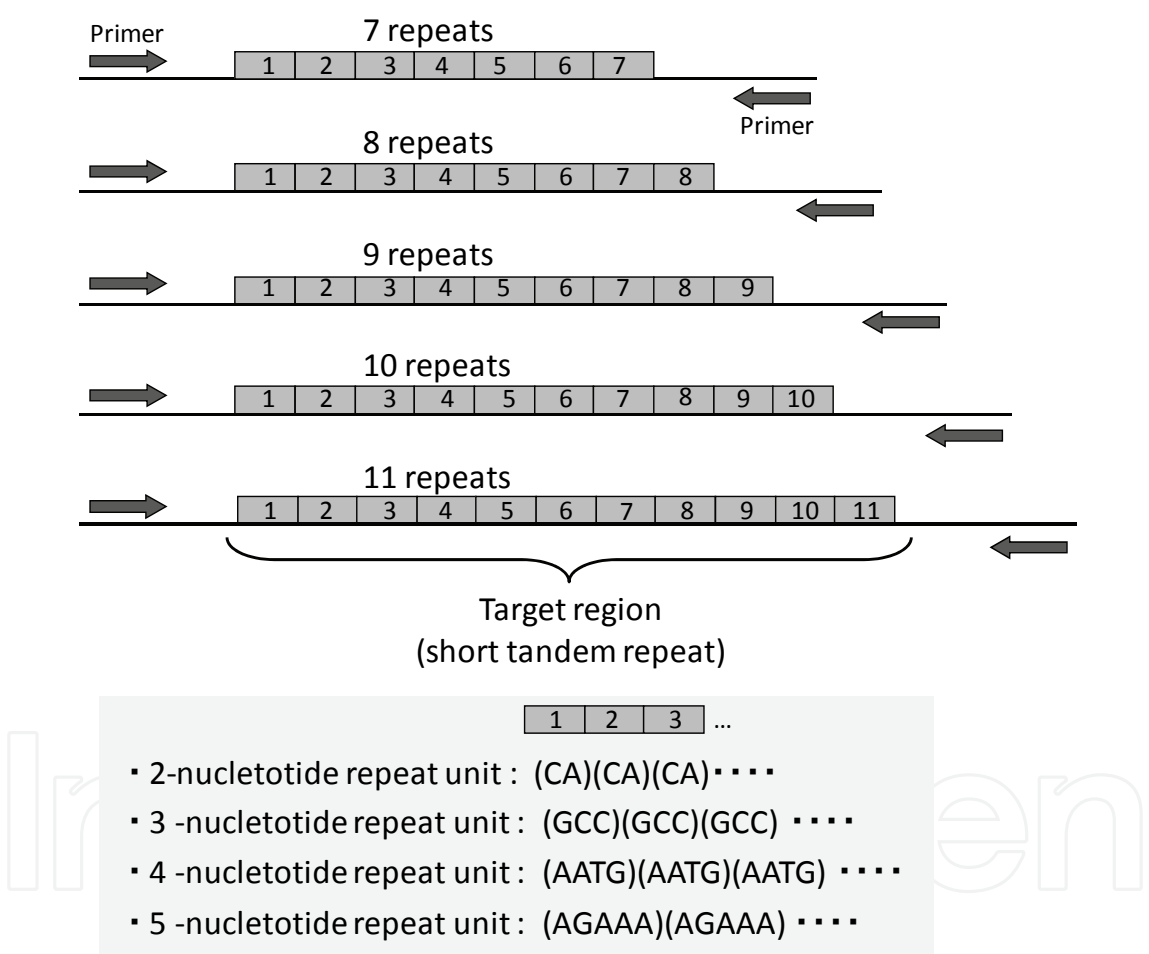 Primer
7 repeats
1 2 3 4 5 6 7
Primer
8 repeats
1 2 3 4 5 6 7 8
9 repeats
1 2 3 4 5 6 7 8 9
10 repeats
1 2 3 4 5 6 7 8 9 10
11 repeats
1 2 3 4 5 6 7 8 9 10 11
Target region
(short tandem repeat)
1 2 3 ...
・2-nucletotide repeat unit : (CA)(CA)(CA)・・・・
・3 -nucletotide repeat unit : (GCC)(GCC)(GCC) ・・・・
・4 -nucletotide repeat unit : (AATG)(AATG)(AATG) ・・・・
・5 -nucletotide repeat unit : (AGAAA)(AGAAA) ・・・・